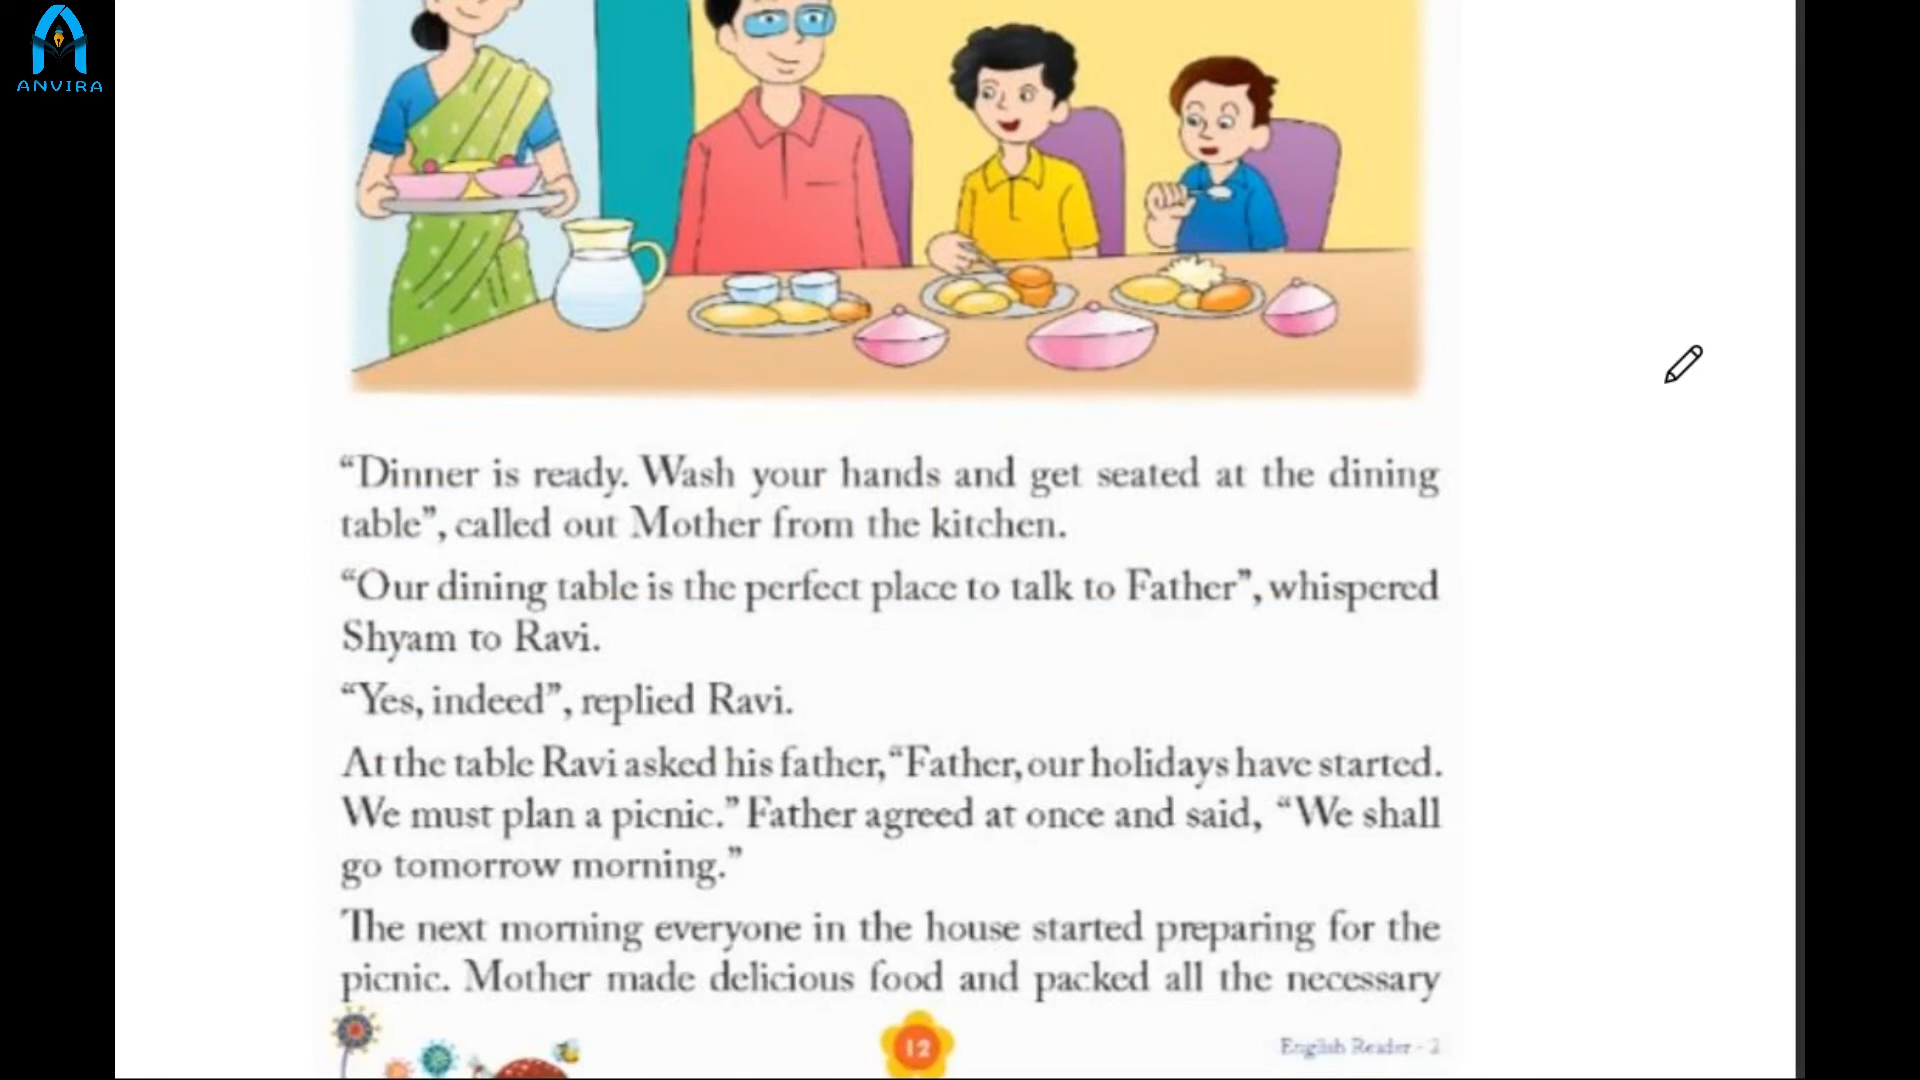 ANVIRA
“Dinner is ready. Wash your hands and get seated at the dining
table”, called out Mother from the kitchen.
“Our dining table is the perfect place to talk to Father”, whispered
Shyam to Ravi.
“Yes, indeed”, replied Ravi.
At the table Ravi asked his father, “Father, our holidays have started.
We must plan a picnic.” Father agreed at once and said, “We shall
go tomorrow morning.”
The next morning everyone in the house started preparing for the
picnic. Mother made delicious food and packed all the necessary
12
English Reader - 2